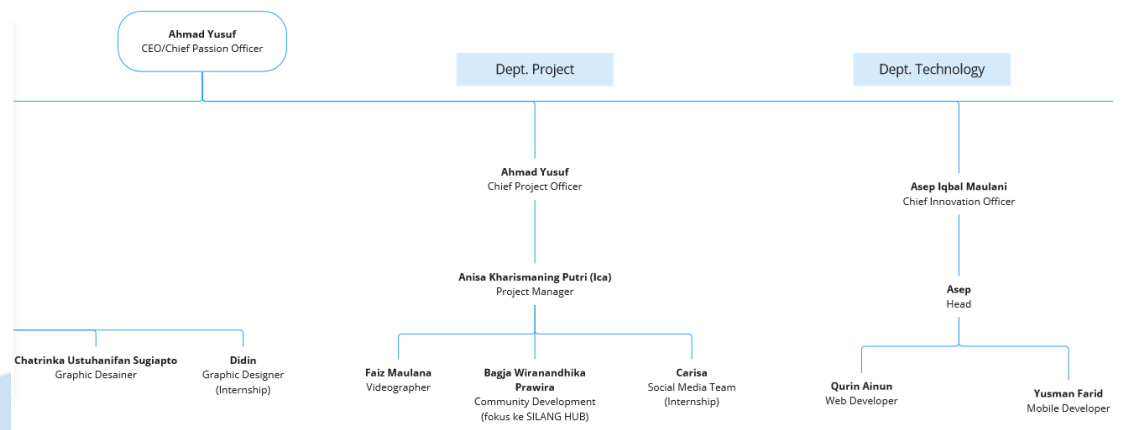 Ahmad Yusuf
CEO/Chief Passion Officer
Dept. Project
Dept. Technology
Ahmad Yusuf
Chief Project Officer
Asep Iqbal Maulani
Chief Innovation Officer
Anisa Kharismaning Putri (Ica)
Project Manager
Asep
Head
Chatrinka Ustuhanifan Sugiapto
Graphic Desainer
Didin
Graphic Designer
(Internship)
Faiz Maulana
Videographer
Bagja Wiranandhika
Prawira
Community Development
(fokus ke SILANG HUB)
Carisa
Social Media Team
(Internship)
Qurin Ainun
Web Developer
Yusman Farid
Mobile Developer